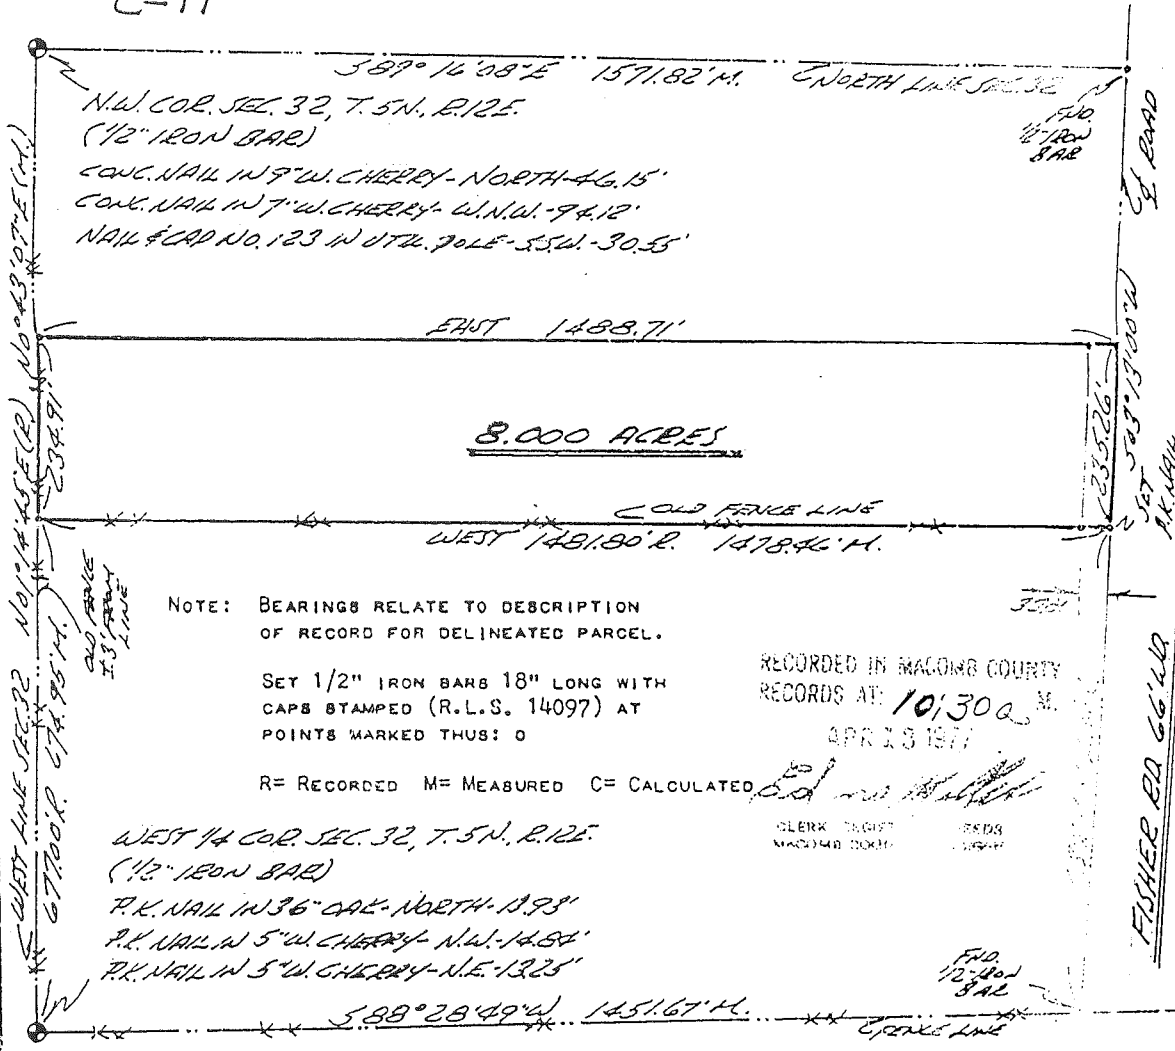 S89°16'08"E 1571.82' M. NORTH LINE SEC. 32
N.W. COR. SEC. 32, T. 5N., R.12E.
(1/2" IRON BAR)
CONC. NAIL IN 9" W. CHERRY - NORTH - 46.15'
CONC. NAIL IN 7" W. CHERRY - W.N.W. - 94.12'
NAIL & CAP NO. 123 IN UTIL. POLE - S.S.W. - 30.55'
FND.
1/2" IRON
BAR
℄ ROAD
N0°43'07"E (M.)
N01°14'45"E (R.)
EAST 1488.71'
S03°13'00"W
234.91'
8.000 ACRES
235.26'
SET
P.K. NAIL
OLD FENCE LINE
WEST 1481.80' R. 1478.46' M.
OLD FENCE
1.3' FROM
LINE
NOTE: BEARINGS RELATE TO DESCRIPTION
OF RECORD FOR DELINEATED PARCEL.
SET 1/2" IRON BARS 18" LONG WITH
CAPS STAMPED (R.L.S. 14097) AT
POINTS MARKED THUS: O
R= RECORDED M= MEASURED C= CALCULATED
RECORDED IN MACOMB COUNTY
RECORDS AT: 10:30 a M.
APR 1977
CLERK
WEST LINE SEC. 32
677.00' R. 674.95' M.
FISHER RD. 66' WD.
WEST 1/4 COR. SEC. 32, T. 5N., R.12E.
(1/2" IRON BAR)
P.K. NAIL IN 36" OAK - NORTH - 13.93'
P.K. NAIL IN 5" W. CHERRY - N.W. - 14.84'
P.K. NAIL IN 5" W. CHERRY - N.E. - 13.25'
FND.
1/2" IRON
BAR
S88°28'49"W 1451.67' M.
FENCE LINE